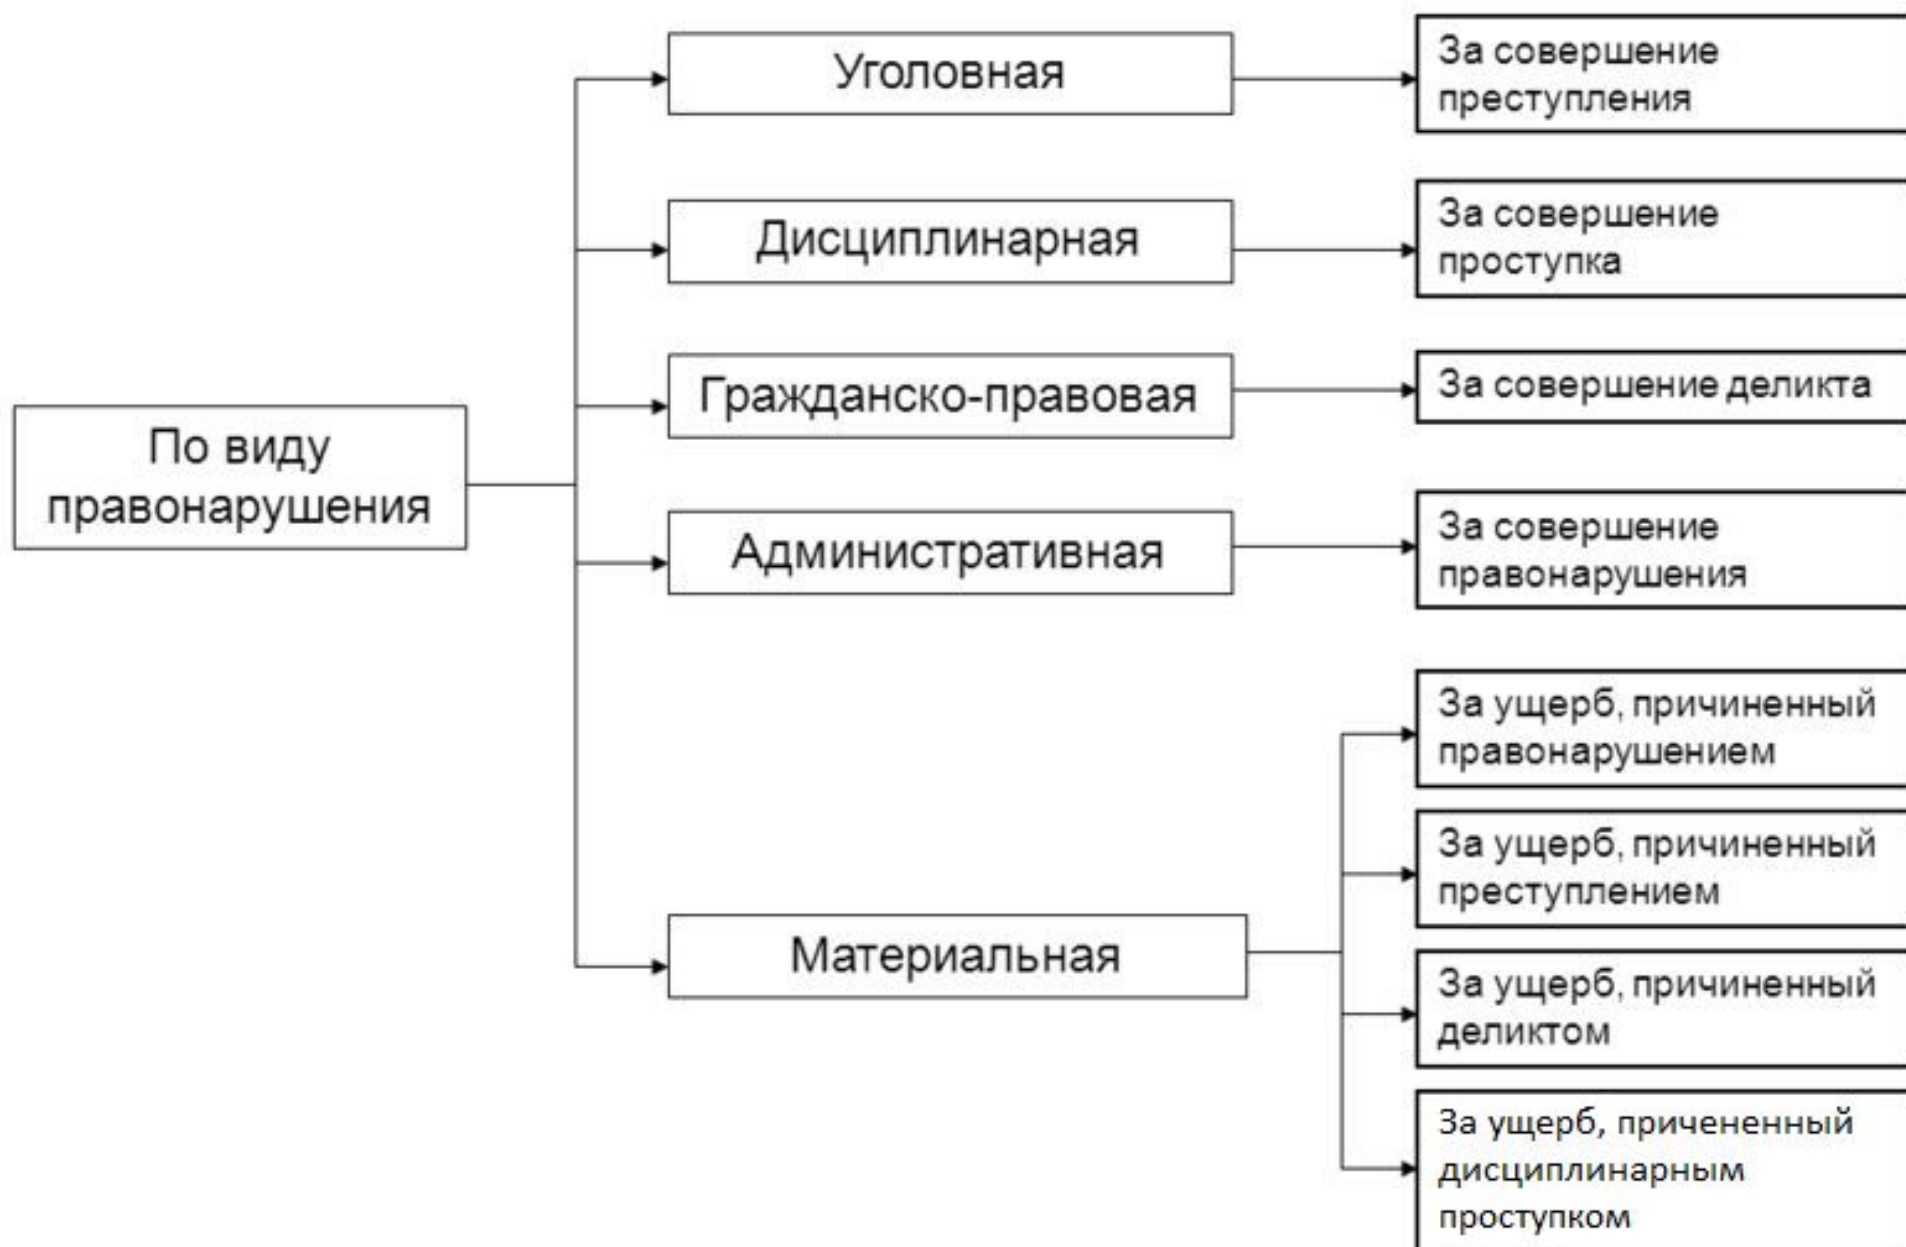 По виду
правонарушения
Уголовная
За совершение
преступления
Дисциплинарная
За совершение
проступка
Гражданско-правовая
За совершение деликта
Административная
За совершение
правонарушения
Материальная
За ущерб, причиненный
правонарушением
За ущерб, причиненный
преступлением
За ущерб, причиненный
деликтом
За ущерб, причененный
дисциплинарным
проступком